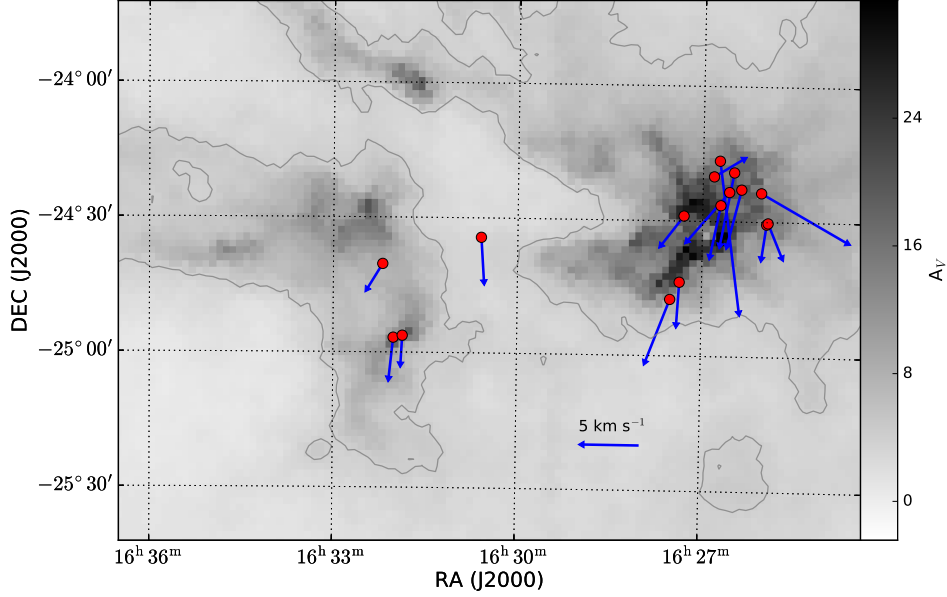 −24° 00′
−24° 30′
−25° 00′
−25° 30′
DEC (J2000)
16ʰ 36ᵐ
16ʰ 33ᵐ
16ʰ 30ᵐ
16ʰ 27ᵐ
RA (J2000)
5 km s⁻¹
24
16
8
0
A_V